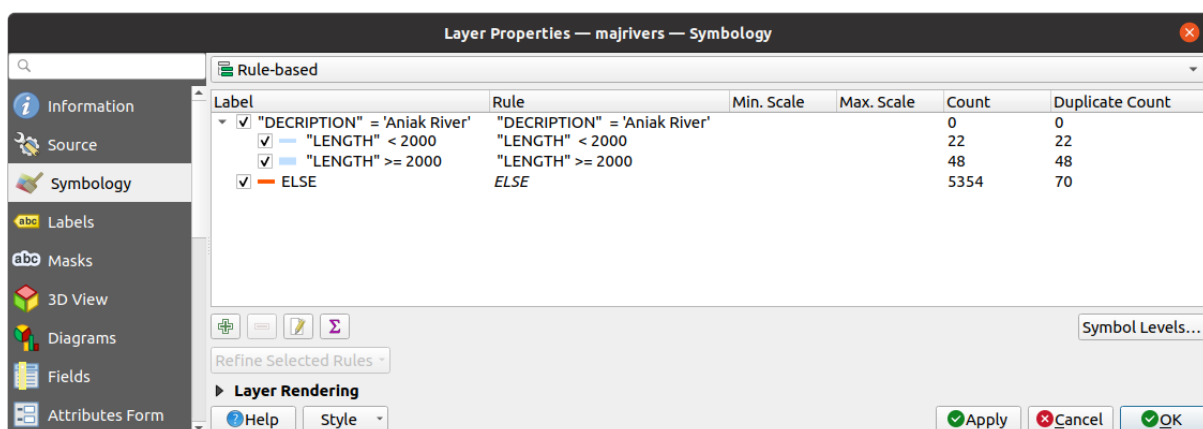 Layer Properties — majrivers — Symbology
Rule-based
Information
Source
Symbology
abc Labels
abc Masks
3D View
Diagrams
Fields
Attributes Form
Label Rule Min. Scale Max. Scale Count Duplicate Count
"DECRIPTION" = 'Aniak River' "DECRIPTION" = 'Aniak River' 0 0
"LENGTH" < 2000 "LENGTH" < 2000 22 22
"LENGTH" >= 2000 "LENGTH" >= 2000 48 48
ELSE ELSE 5354 70
Σ
Symbol Levels...
Refine Selected Rules
Layer Rendering
Help Style Apply Cancel OK